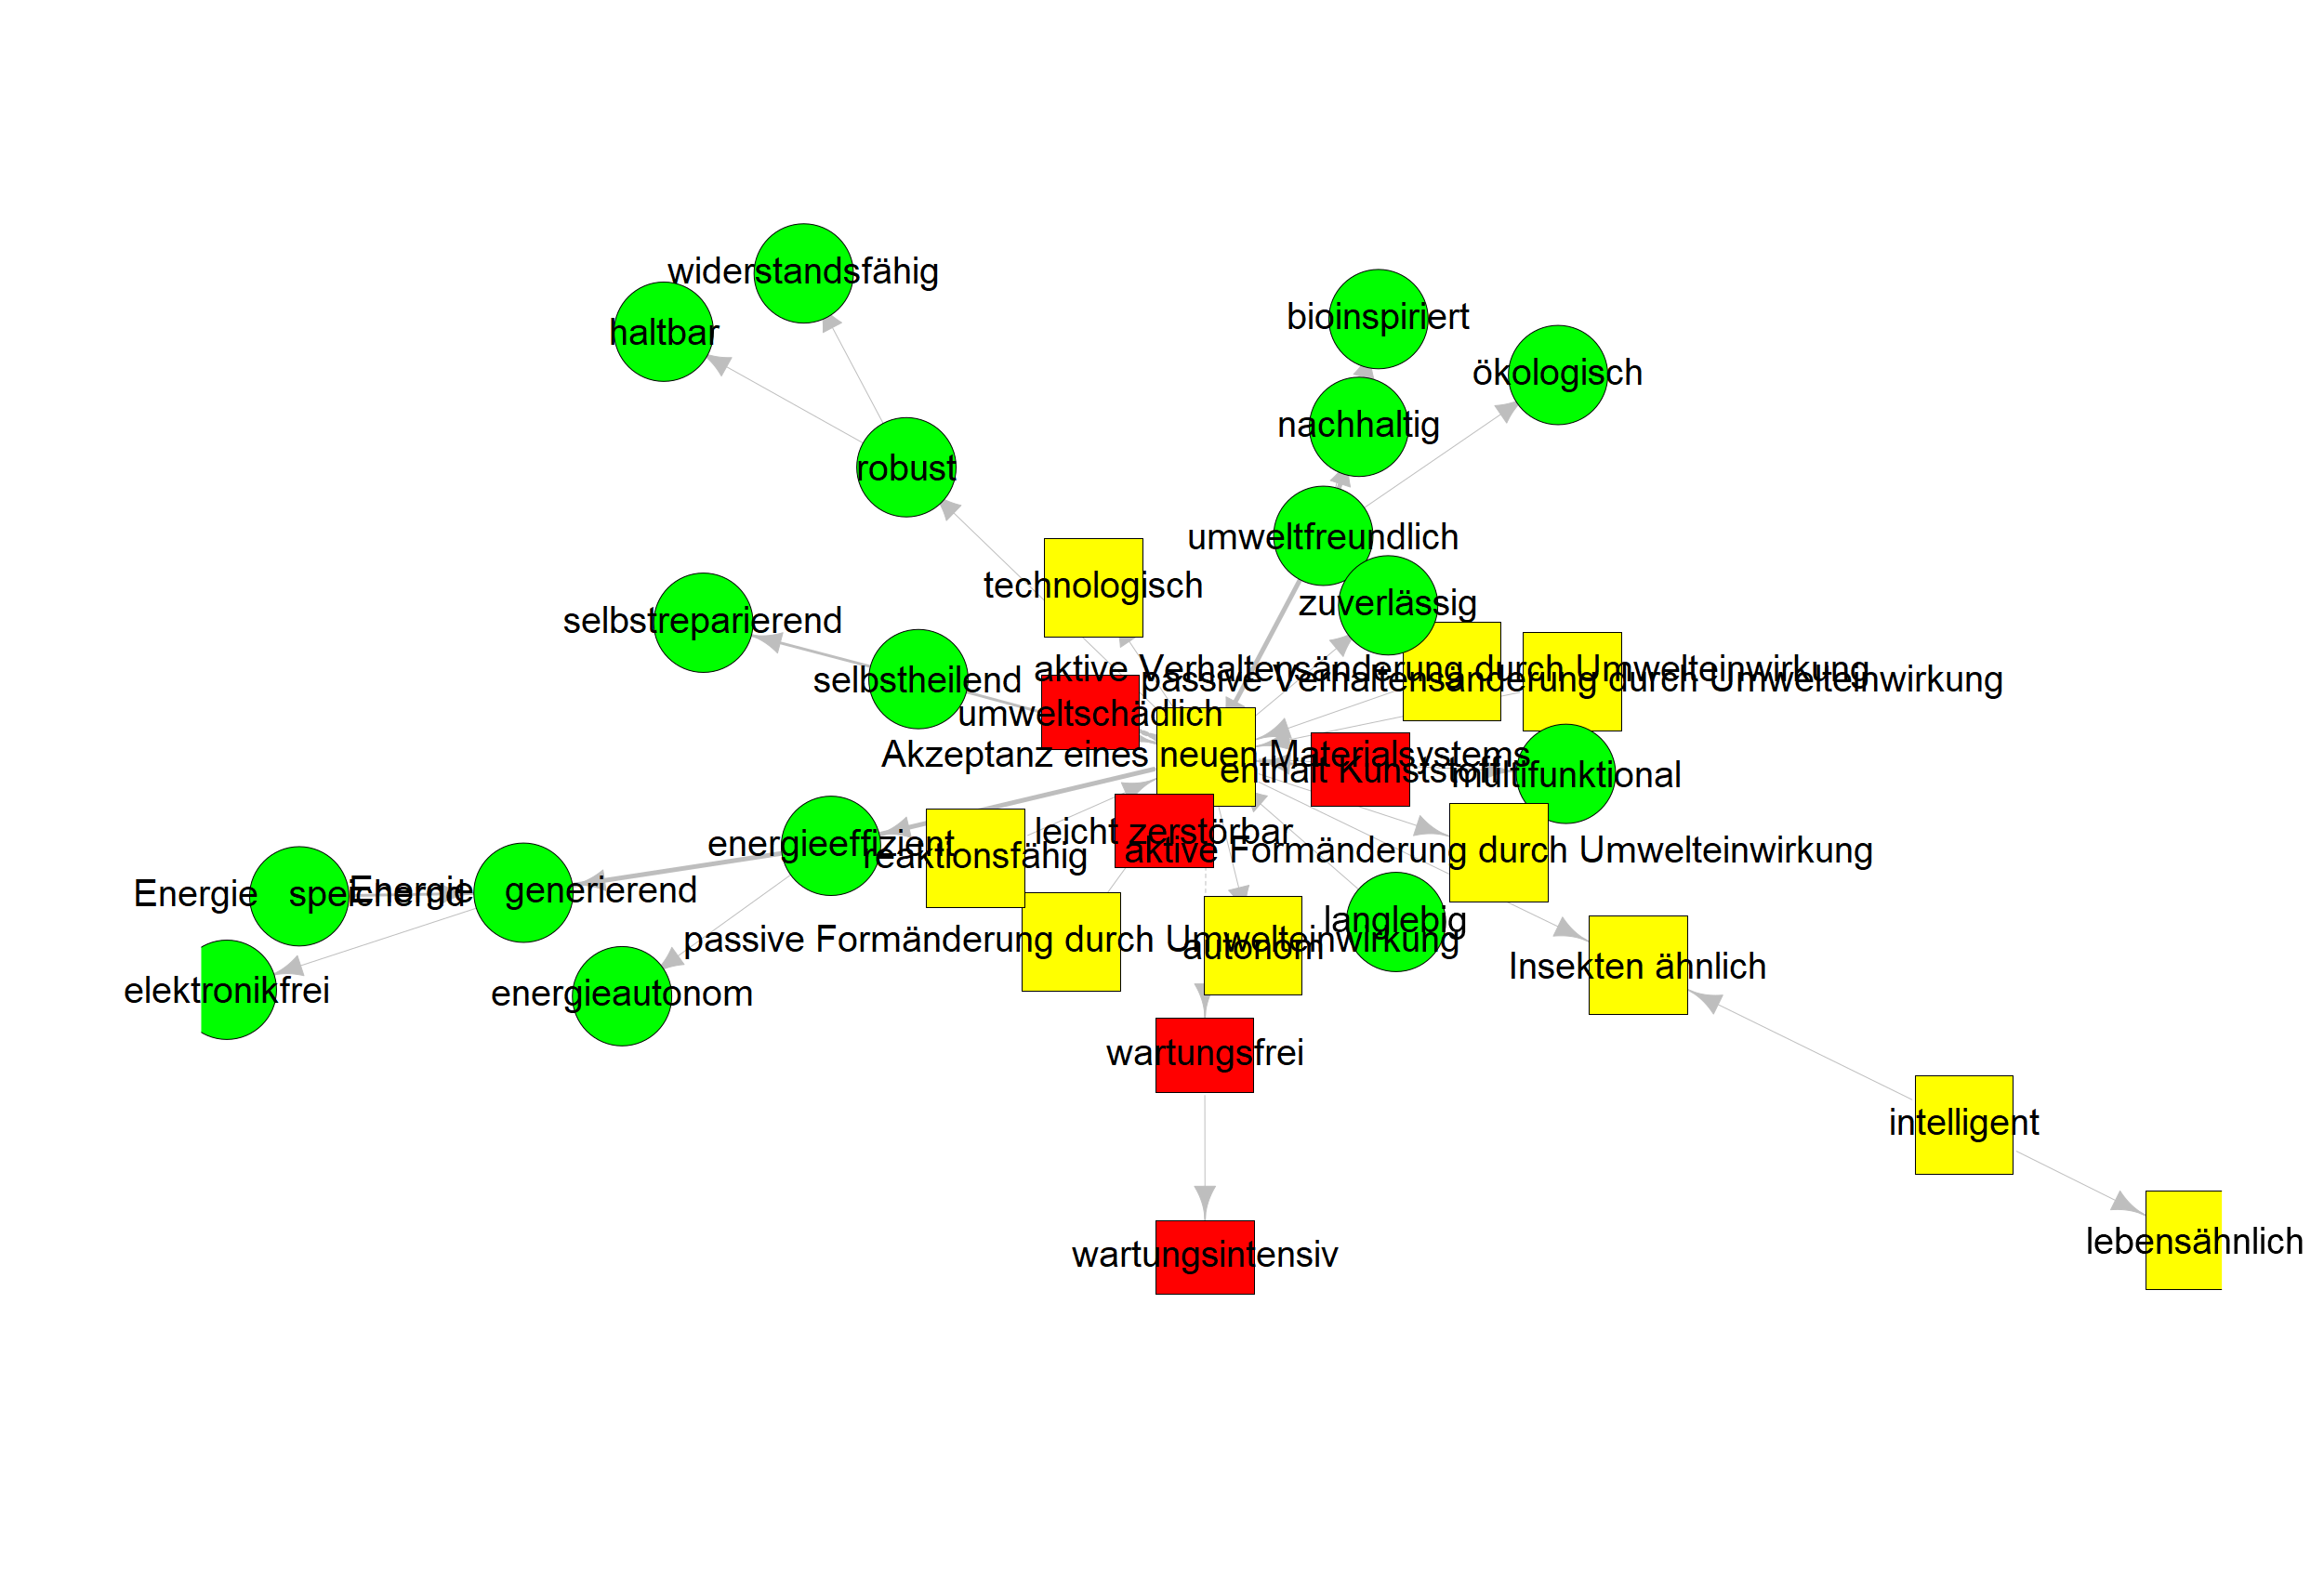 widerstandsfähig
haltbar
bioinspiriert
ökologisch
nachhaltig
robust
umweltfreundlich
technologisch
zuverlässig
selbstreparierend
selbstheilend
aktive Verhaltensänderung durch Umwelteinwirkung
passive Verhaltensänderung durch Umwelteinwirkung
umweltschädlich
Akzeptanz eines neuen Materialsystems
enthält Kunststoff
multifunktional
leicht zerstörbar
energieeffizient
reaktionsfähig
aktive Formänderung durch Umwelteinwirkung
Energie speichernd
Energie generierend
langlebig
passive Formänderung durch Umwelteinwirkung
autonom
Insekten ähnlich
elektronikfrei
energieautonom
wartungsfrei
intelligent
lebensähnlich
wartungsintensiv